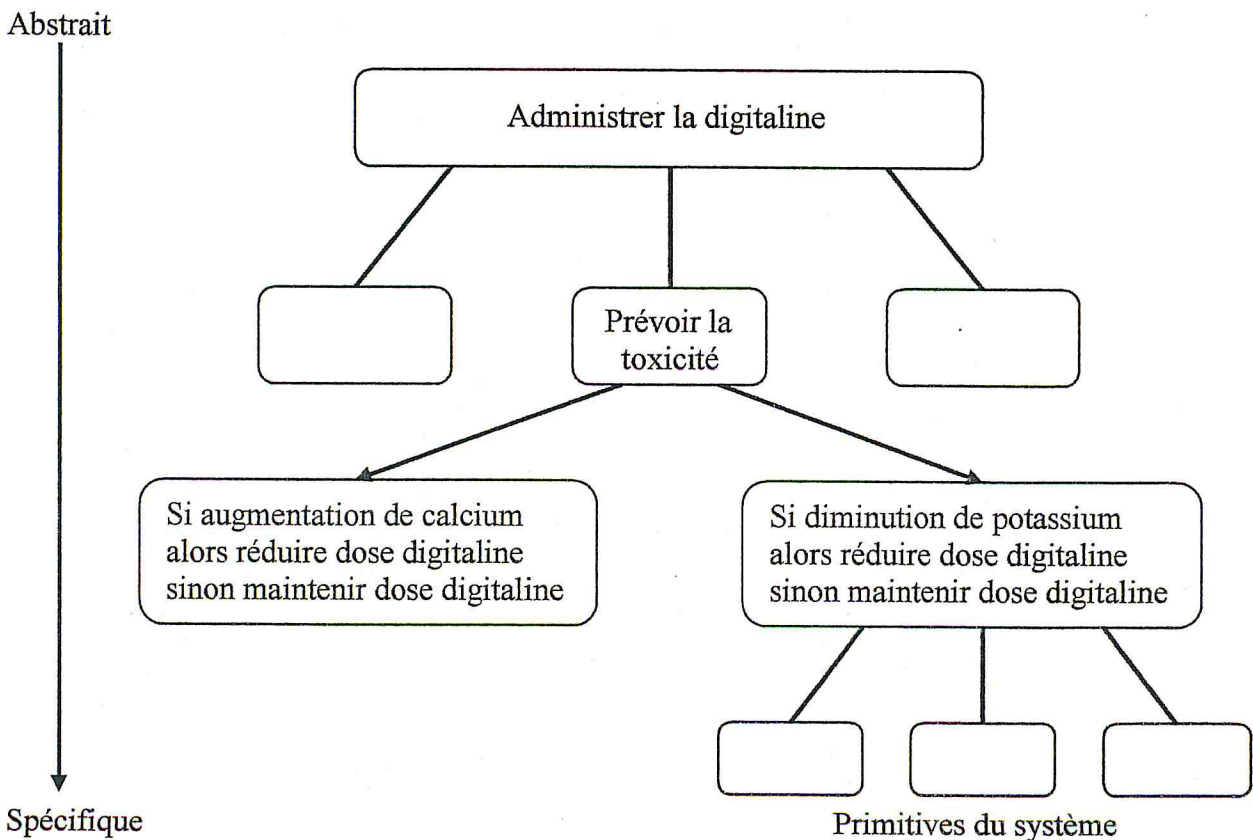 Abstrait
Administrer la digitaline
Prévoir la
toxicité
Si augmentation de calcium
alors réduire dose digitaline
sinon maintenir dose digitaline
Si diminution de potassium
alors réduire dose digitaline
sinon maintenir dose digitaline
Spécifique
Primitives du système